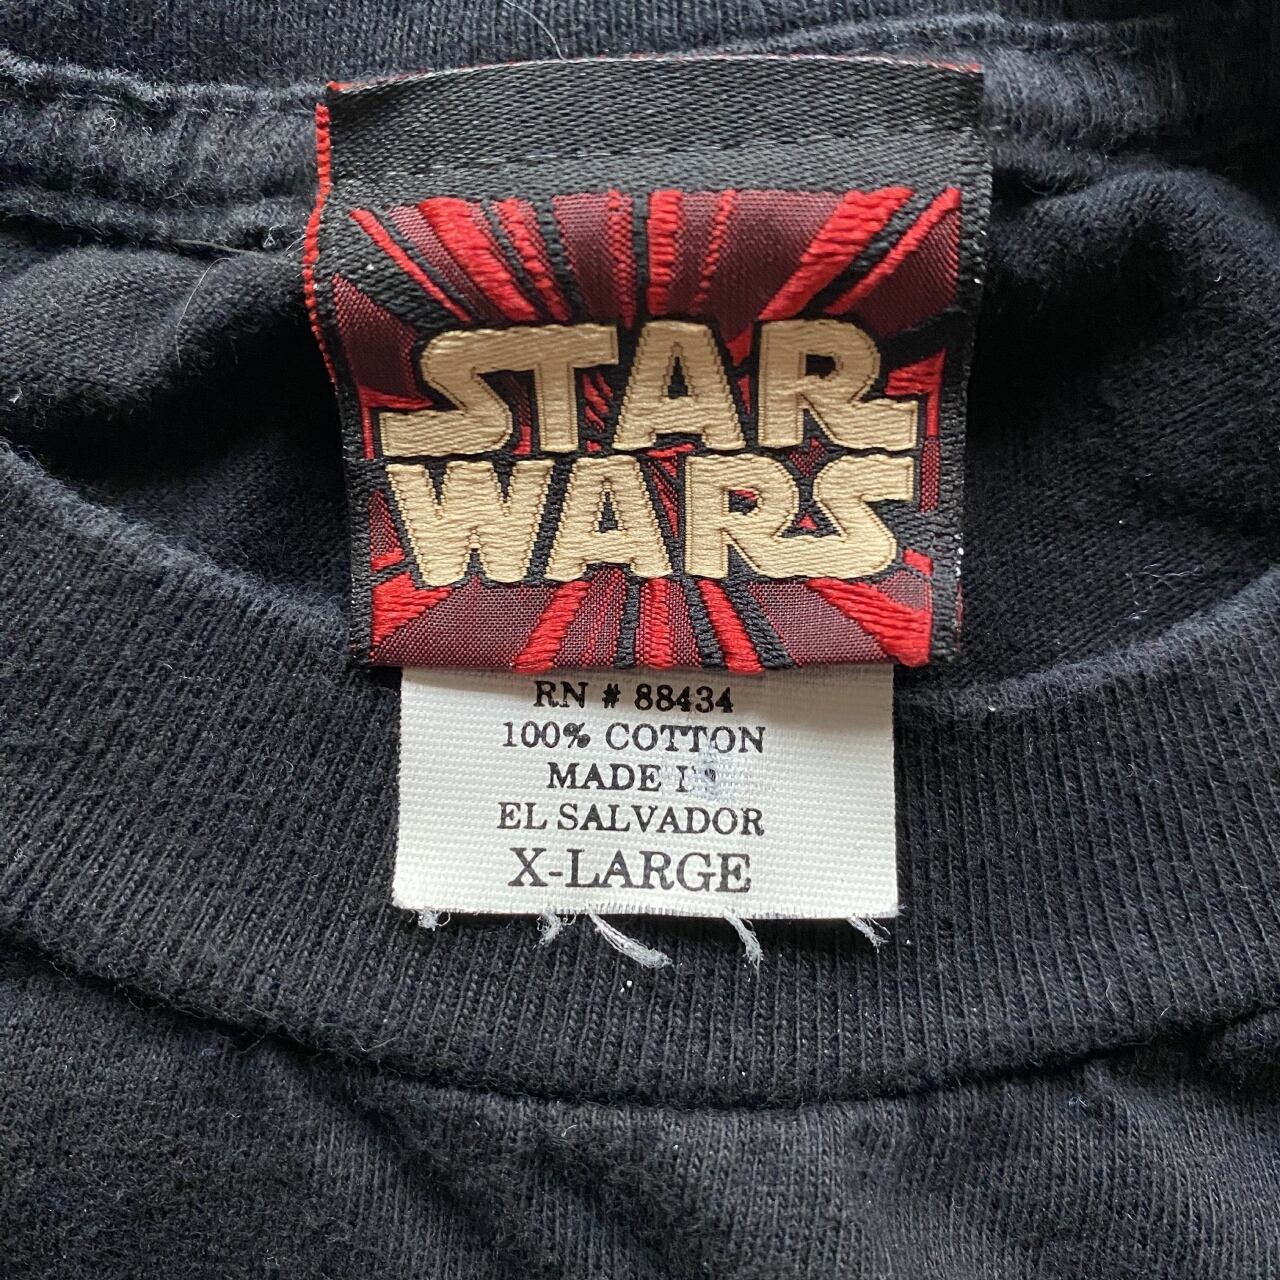 STAR
WARS
RN # 88434
100% COTTON
MADE IN
EL SALVADOR
X-LARGE